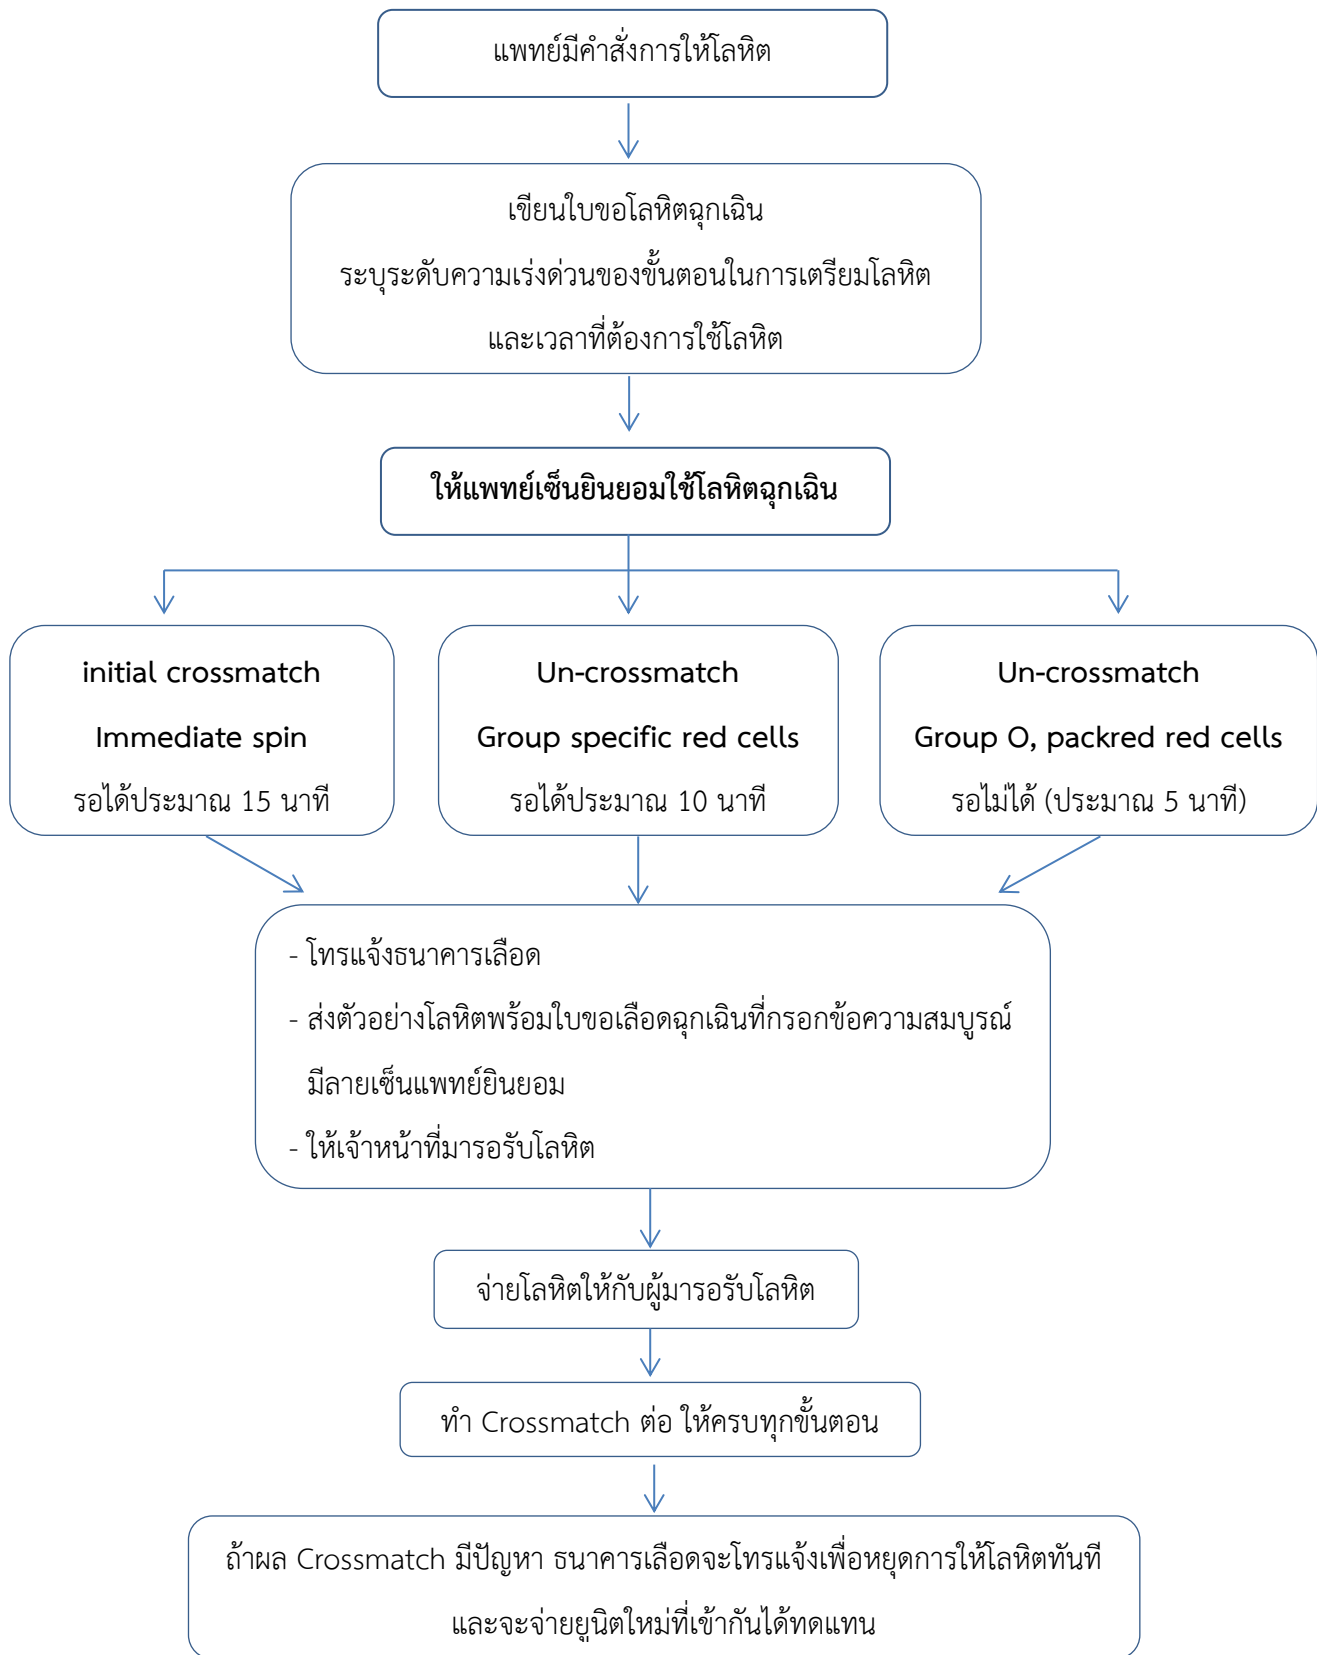 แพทย์มีคำสั่งการให้โลหิต
เขียนใบขอโลหิตฉุกเฉิน
ระบุระดับความเร่งด่วนของขั้นตอนในการเตรียมโลหิต
และเวลาที่ต้องการใช้โลหิต
ให้แพทย์เซ็นยินยอมใช้โลหิตฉุกเฉิน
initial crossmatch
Immediate spin
รอได้ประมาณ 15 นาที
Un-crossmatch
Group specific red cells
รอได้ประมาณ 10 นาที
Un-crossmatch
Group O, packred red cells
รอไม่ได้ (ประมาณ 5 นาที)
- โทรแจ้งธนาคารเลือด
- ส่งตัวอย่างโลหิตพร้อมใบขอเลือดฉุกเฉินที่กรอกข้อความสมบูรณ์
มีลายเซ็นแพทย์ยินยอม
- ให้เจ้าหน้าที่มารอรับโลหิต
จ่ายโลหิตให้กับผู้มารอรับโลหิต
ทำ Crossmatch ต่อ ให้ครบทุกขั้นตอน
ถ้าผล Crossmatch มีปัญหา ธนาคารเลือดจะโทรแจ้งเพื่อหยุดการให้โลหิตทันที
และจะจ่ายยูนิตใหม่ที่เข้ากันได้ทดแทน